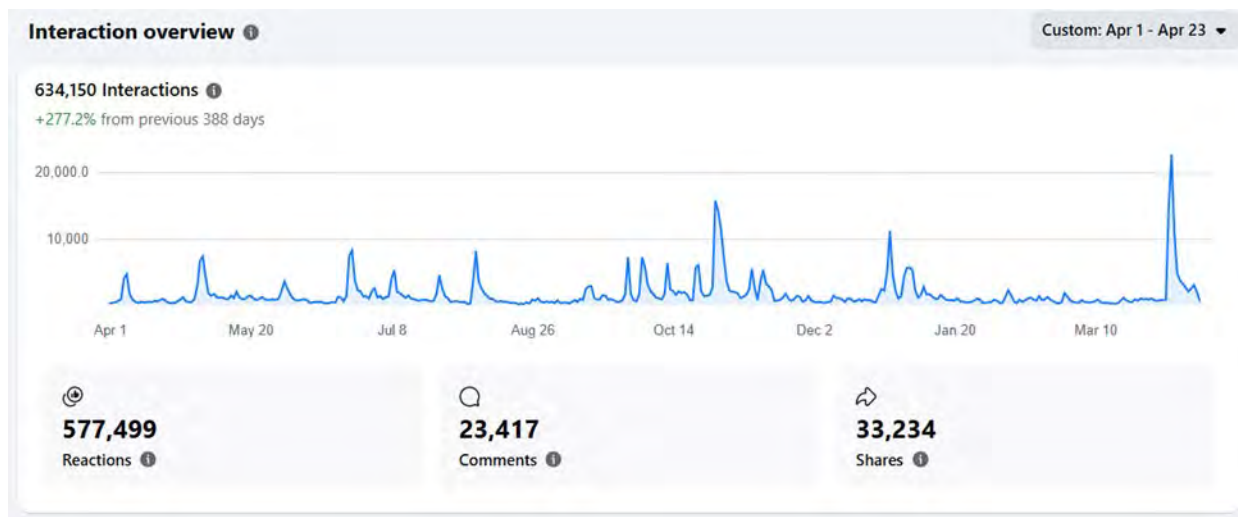 Interaction overview
Custom: Apr 1 - Apr 23
634,150 Interactions
+277.2% from previous 388 days
20,000.0
10,000
Apr 1 May 20 Jul 8 Aug 26 Oct 14 Dec 2 Jan 20 Mar 10
577,499 23,417 33,234
Reactions Comments Shares